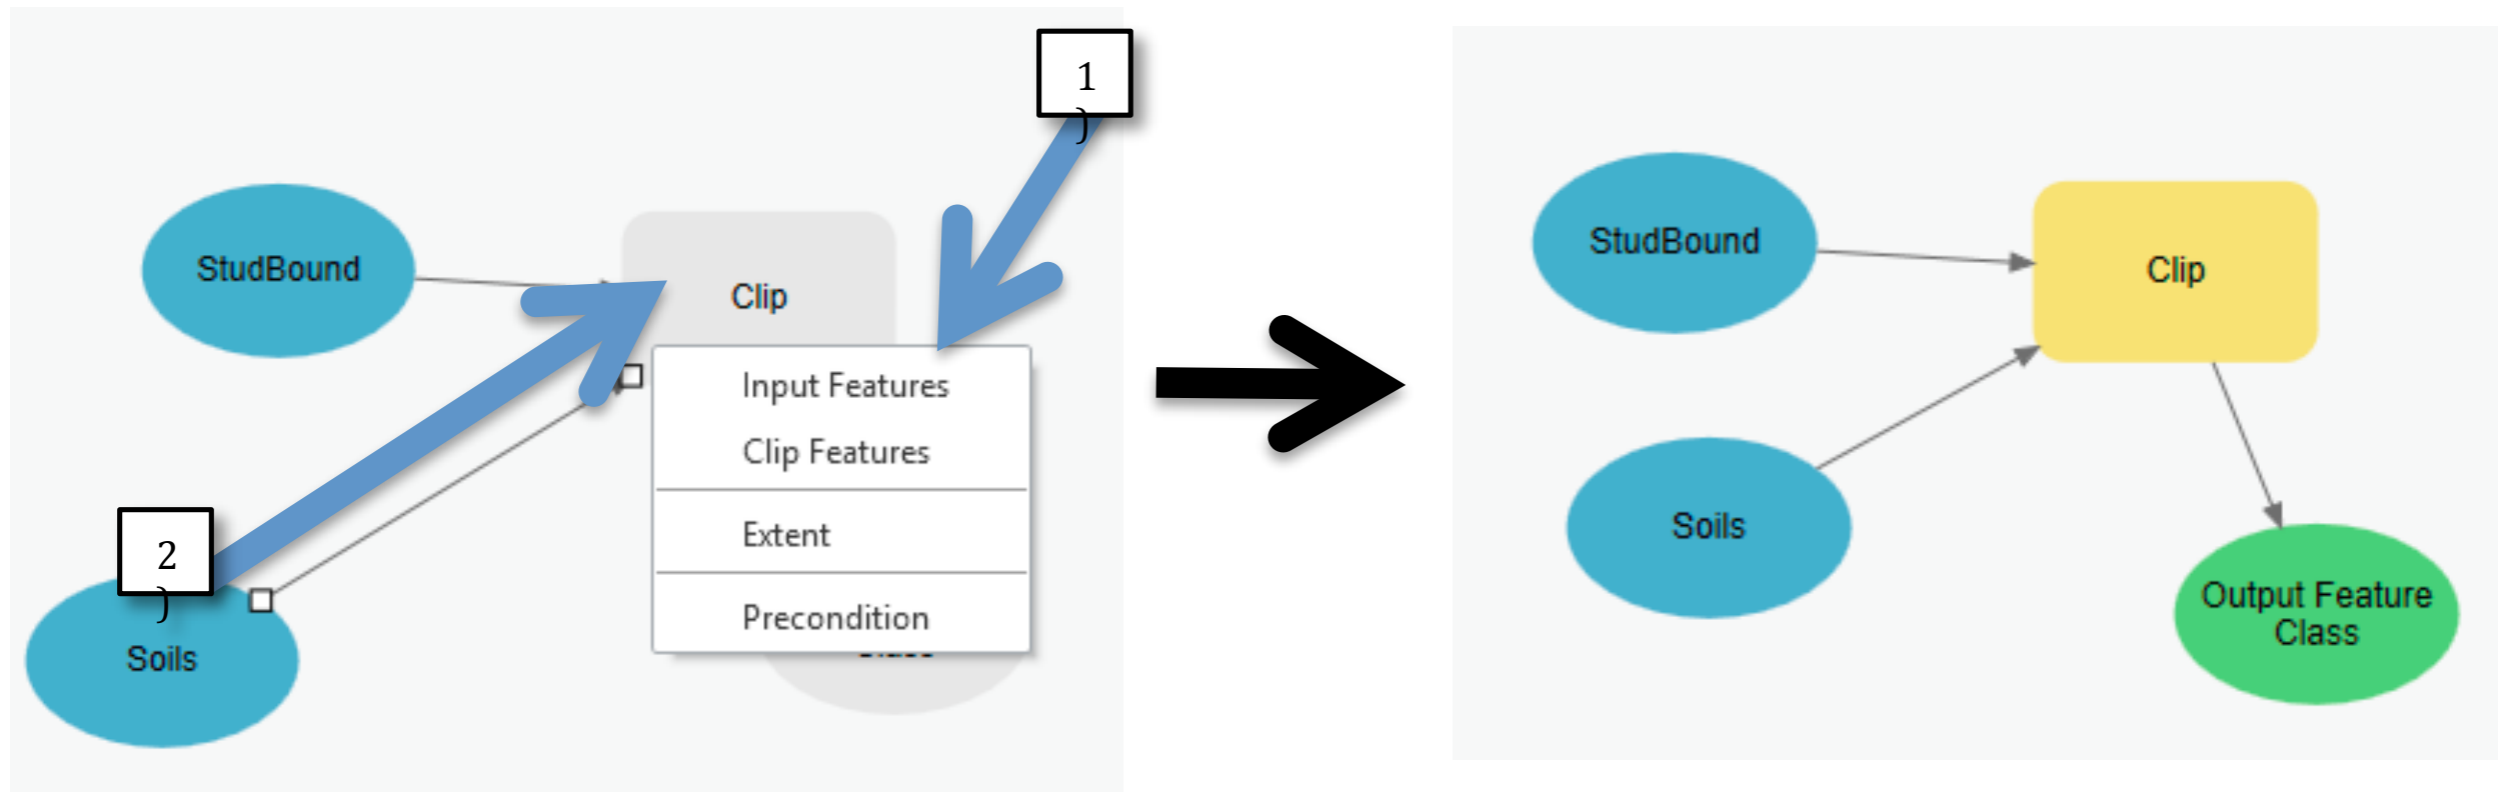 1
)
StudBound
Clip
Input Features
Clip Features
Extent
Precondition
2
)
Soils
StudBound
Clip
Soils
Output Feature
Class